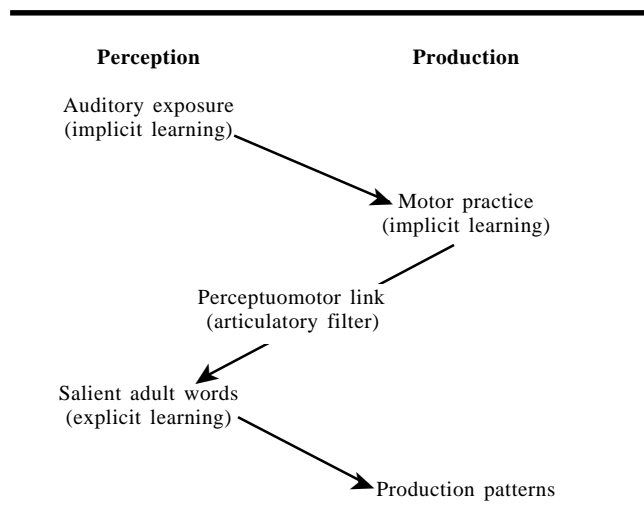 Perception Production
Auditory exposure
(implicit learning)
Motor practice
(implicit learning)
Perceptuomotor link
(articulatory filter)
Salient adult words
(explicit learning)
Production patterns